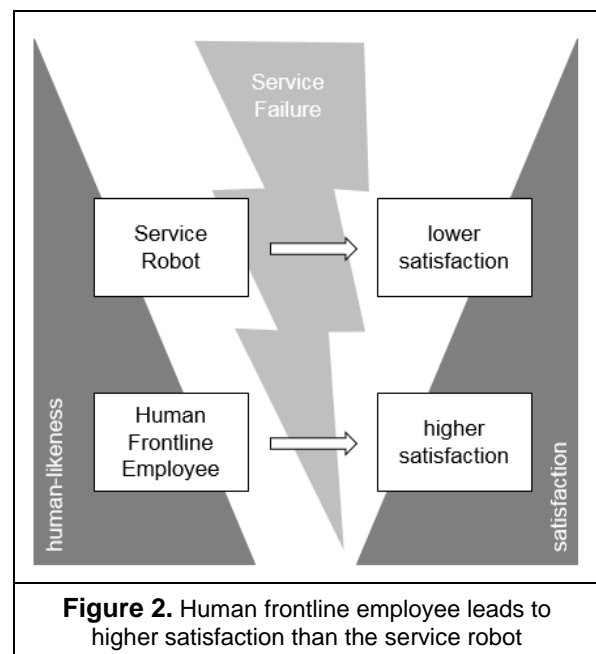 Service
Failure
Service
Robot
lower
satisfaction
Human
Frontline
Employee
higher
satisfaction
human-likeness
satisfaction
Figure 2. Human frontline employee leads to
higher satisfaction than the service robot